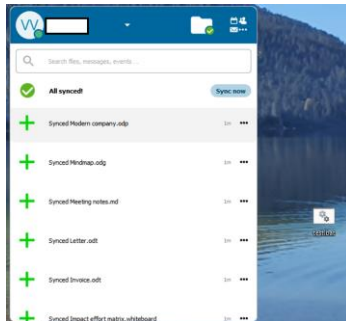 W
Search files, messages, events ...
All synced!
Sync now
Synced Modern company.odp
1m
Synced Mindmap.odg
1m
Synced Meeting notes.md
1m
Synced Letter.odt
1m
Synced Invoice.odt
1m
Synced Impact effort matrix.whiteboard
1m